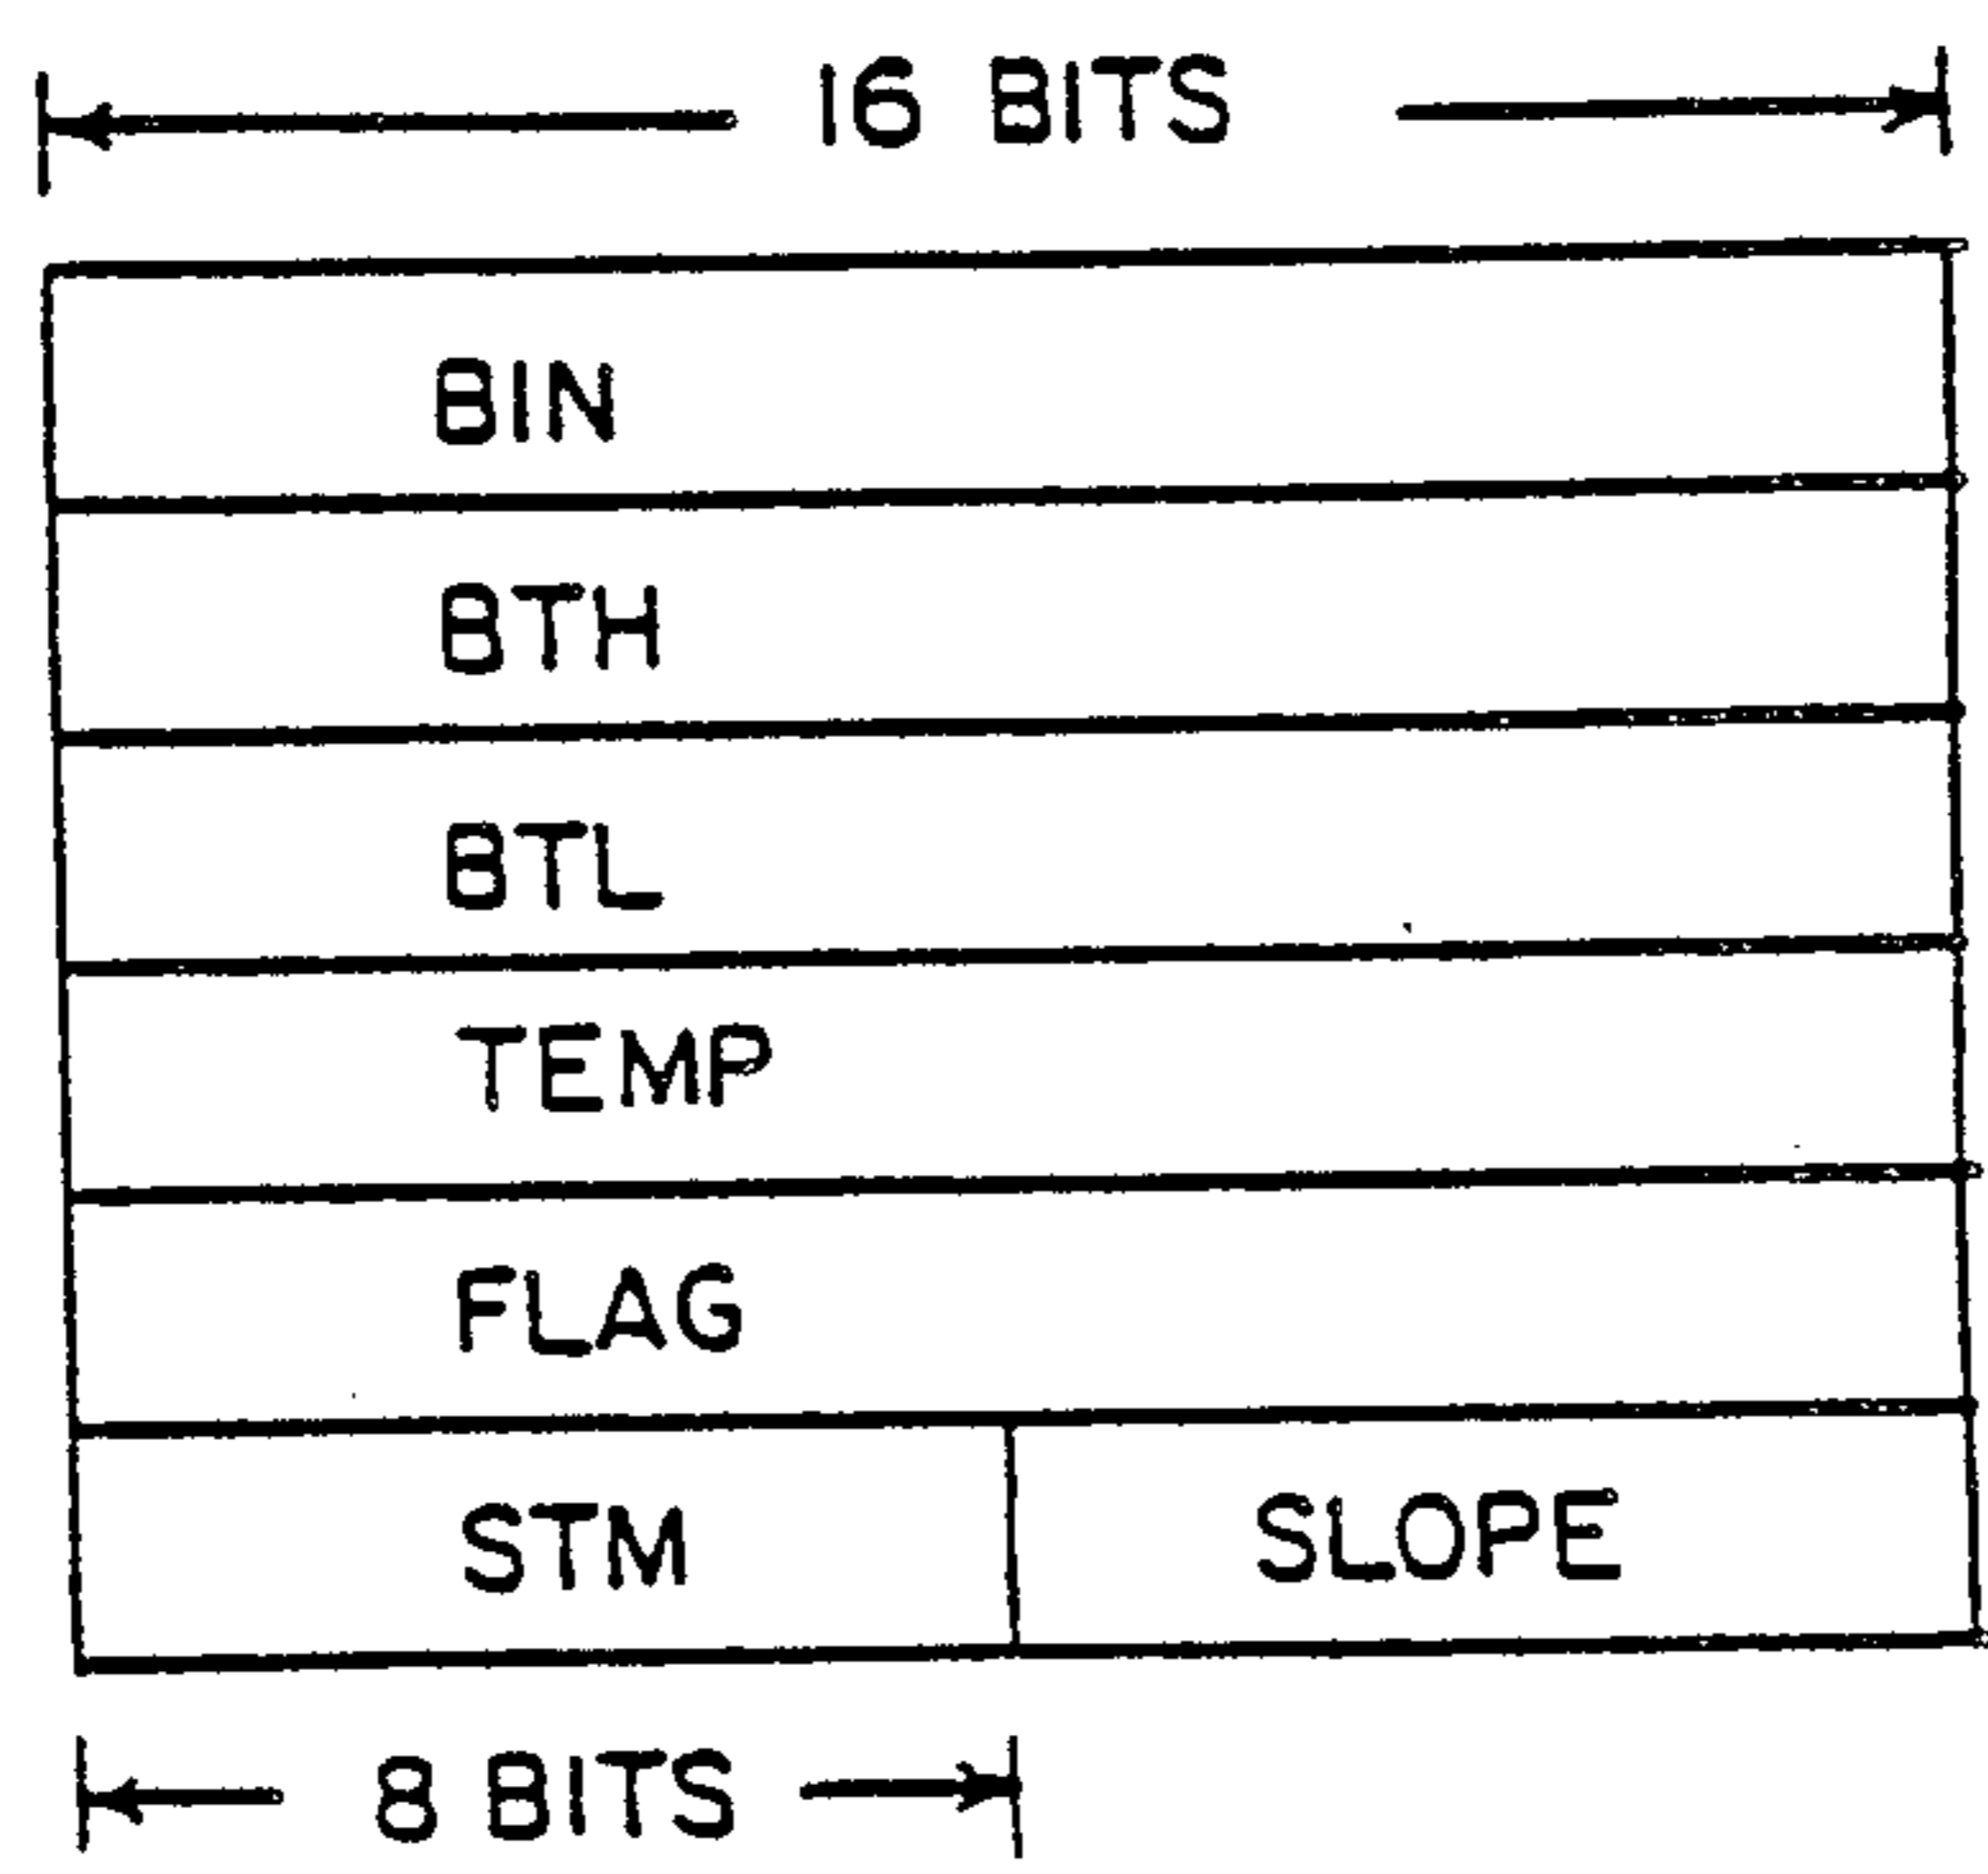 16 BITS
BIN
BTH
BTL
TEMP
FLAG
STM SLOPE
8 BITS